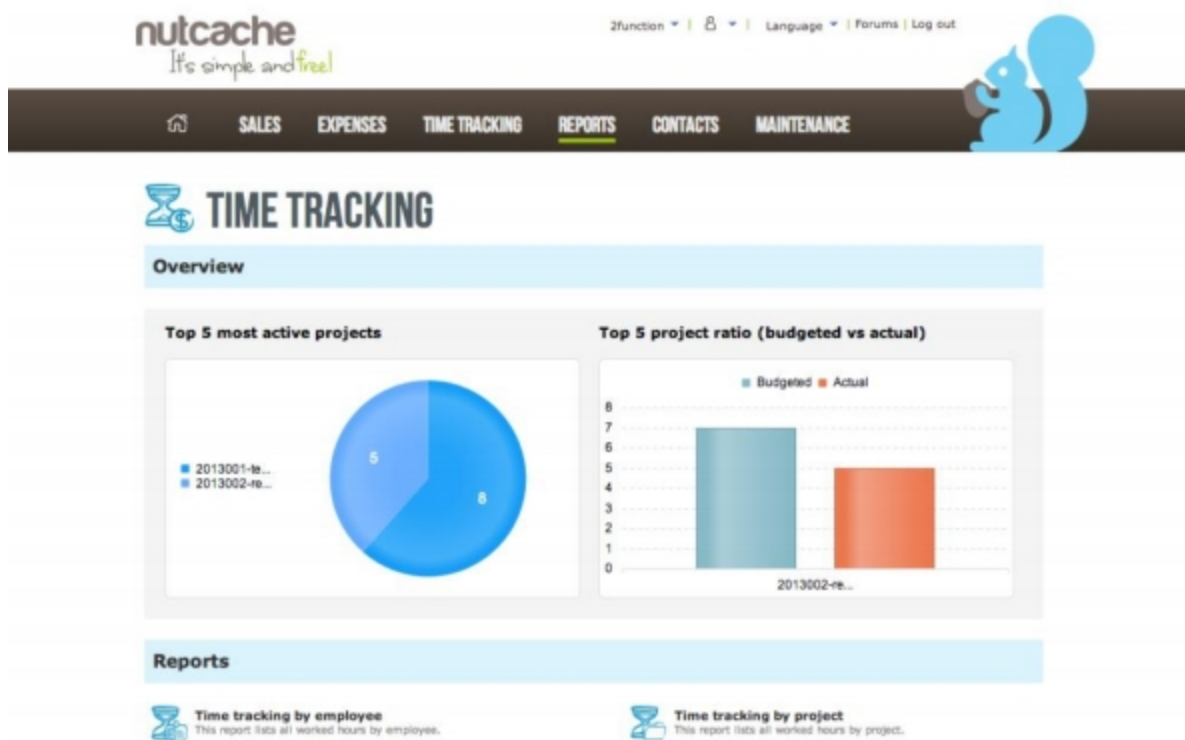 nutcache
It's simple and free!
2function | | Language | Forums | Log out
SALES EXPENSES TIME TRACKING REPORTS CONTACTS MAINTENANCE
TIME TRACKING
Overview
Top 5 most active projects
2013001-te...
2013002-re...
5
8
Top 5 project ratio (budgeted vs actual)
Budgeted Actual
8
7
6
5
4
3
2
1
0
2013002-re...
Reports
Time tracking by employee
This report lists all worked hours by employee.
Time tracking by project
This report lists all worked hours by project.